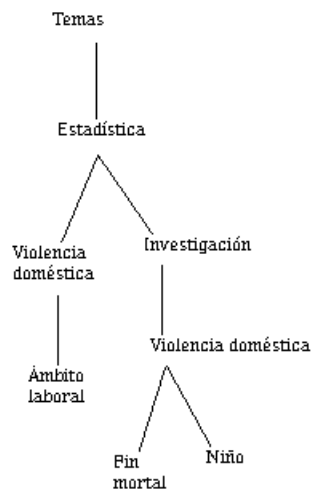 Temas
Estadística
Violencia
doméstica
Investigación
Violencia doméstica
Ámbito
laboral
Fin
mortal
Niño